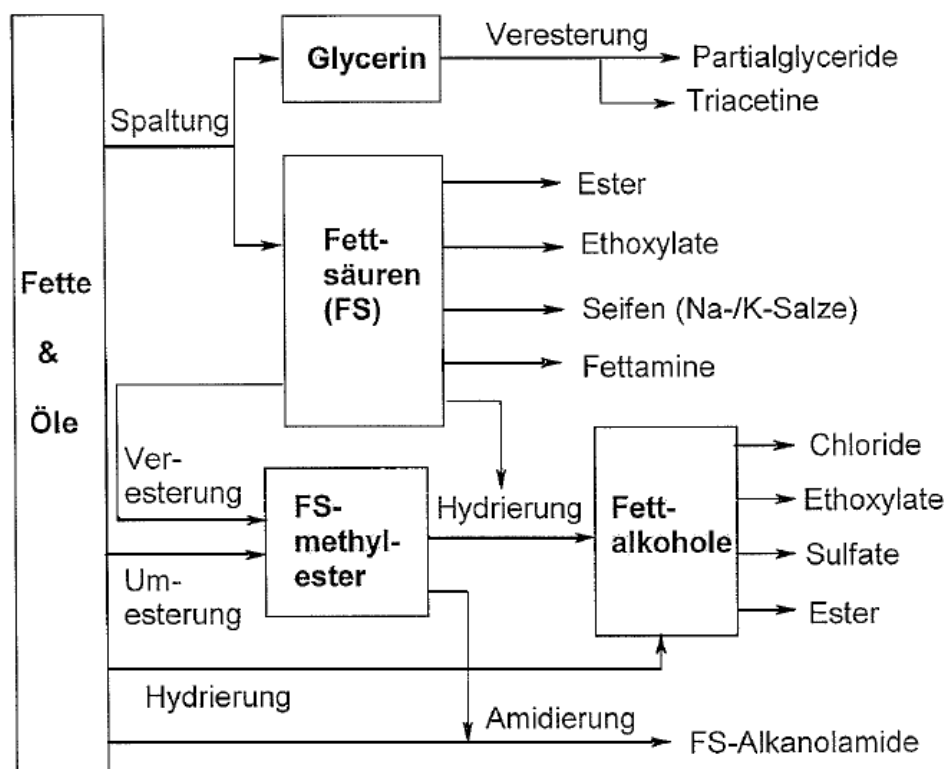 Fette
&
Öle
Spaltung
Glycerin
Veresterung
Partialglyceride
Triacetine
Fett-
säuren
(FS)
Ester
Ethoxylate
Seifen (Na-/K-Salze)
Fettamine
Ver-
esterung
Um-
esterung
FS-
methyl-
ester
Hydrierung
Fett-
alkohole
Chloride
Ethoxylate
Sulfate
Ester
Hydrierung
Amidierung
FS-Alkanolamide